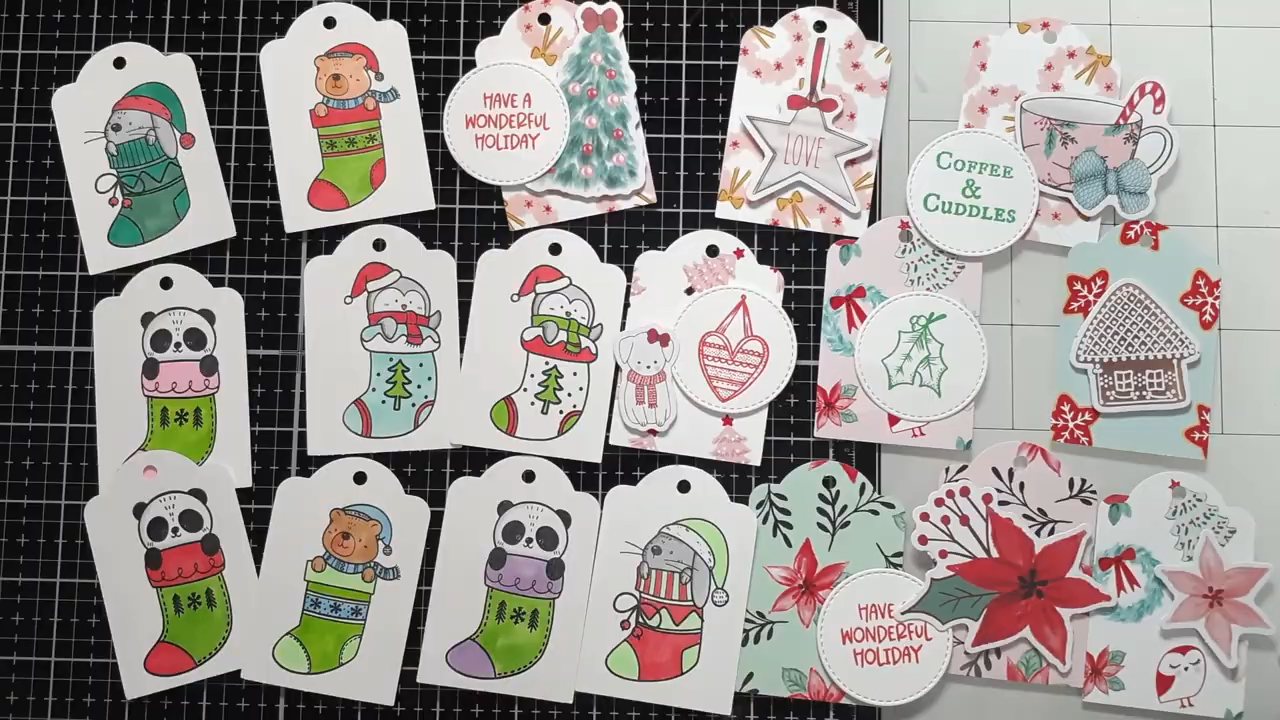 HAVE A
WONDERFUL
HOLIDAY
LOVE
COFFEE
&
CUDDLES
HAVE
WONDERFUL
HOLIDAY